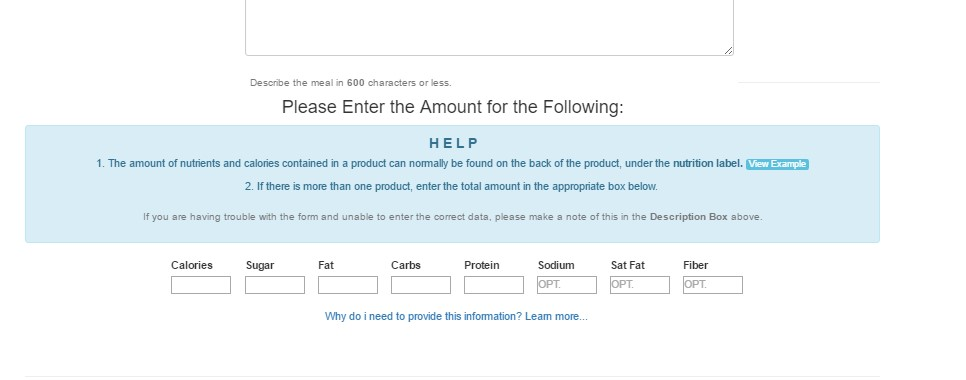 Describe the meal in 600 characters or less.
Please Enter the Amount for the Following:
HELP
1. The amount of nutrients and calories contained in a product can normally be found on the back of the product, under the nutrition label. View Example
2. If there is more than one product, enter the total amount in the appropriate box below.
If you are having trouble with the form and unable to enter the correct data, please make a note of this in the Description Box above.
Calories Sugar Fat Carbs Protein Sodium Sat Fat Fiber
OPT. OPT. OPT.
Why do i need to provide this information? Learn more...